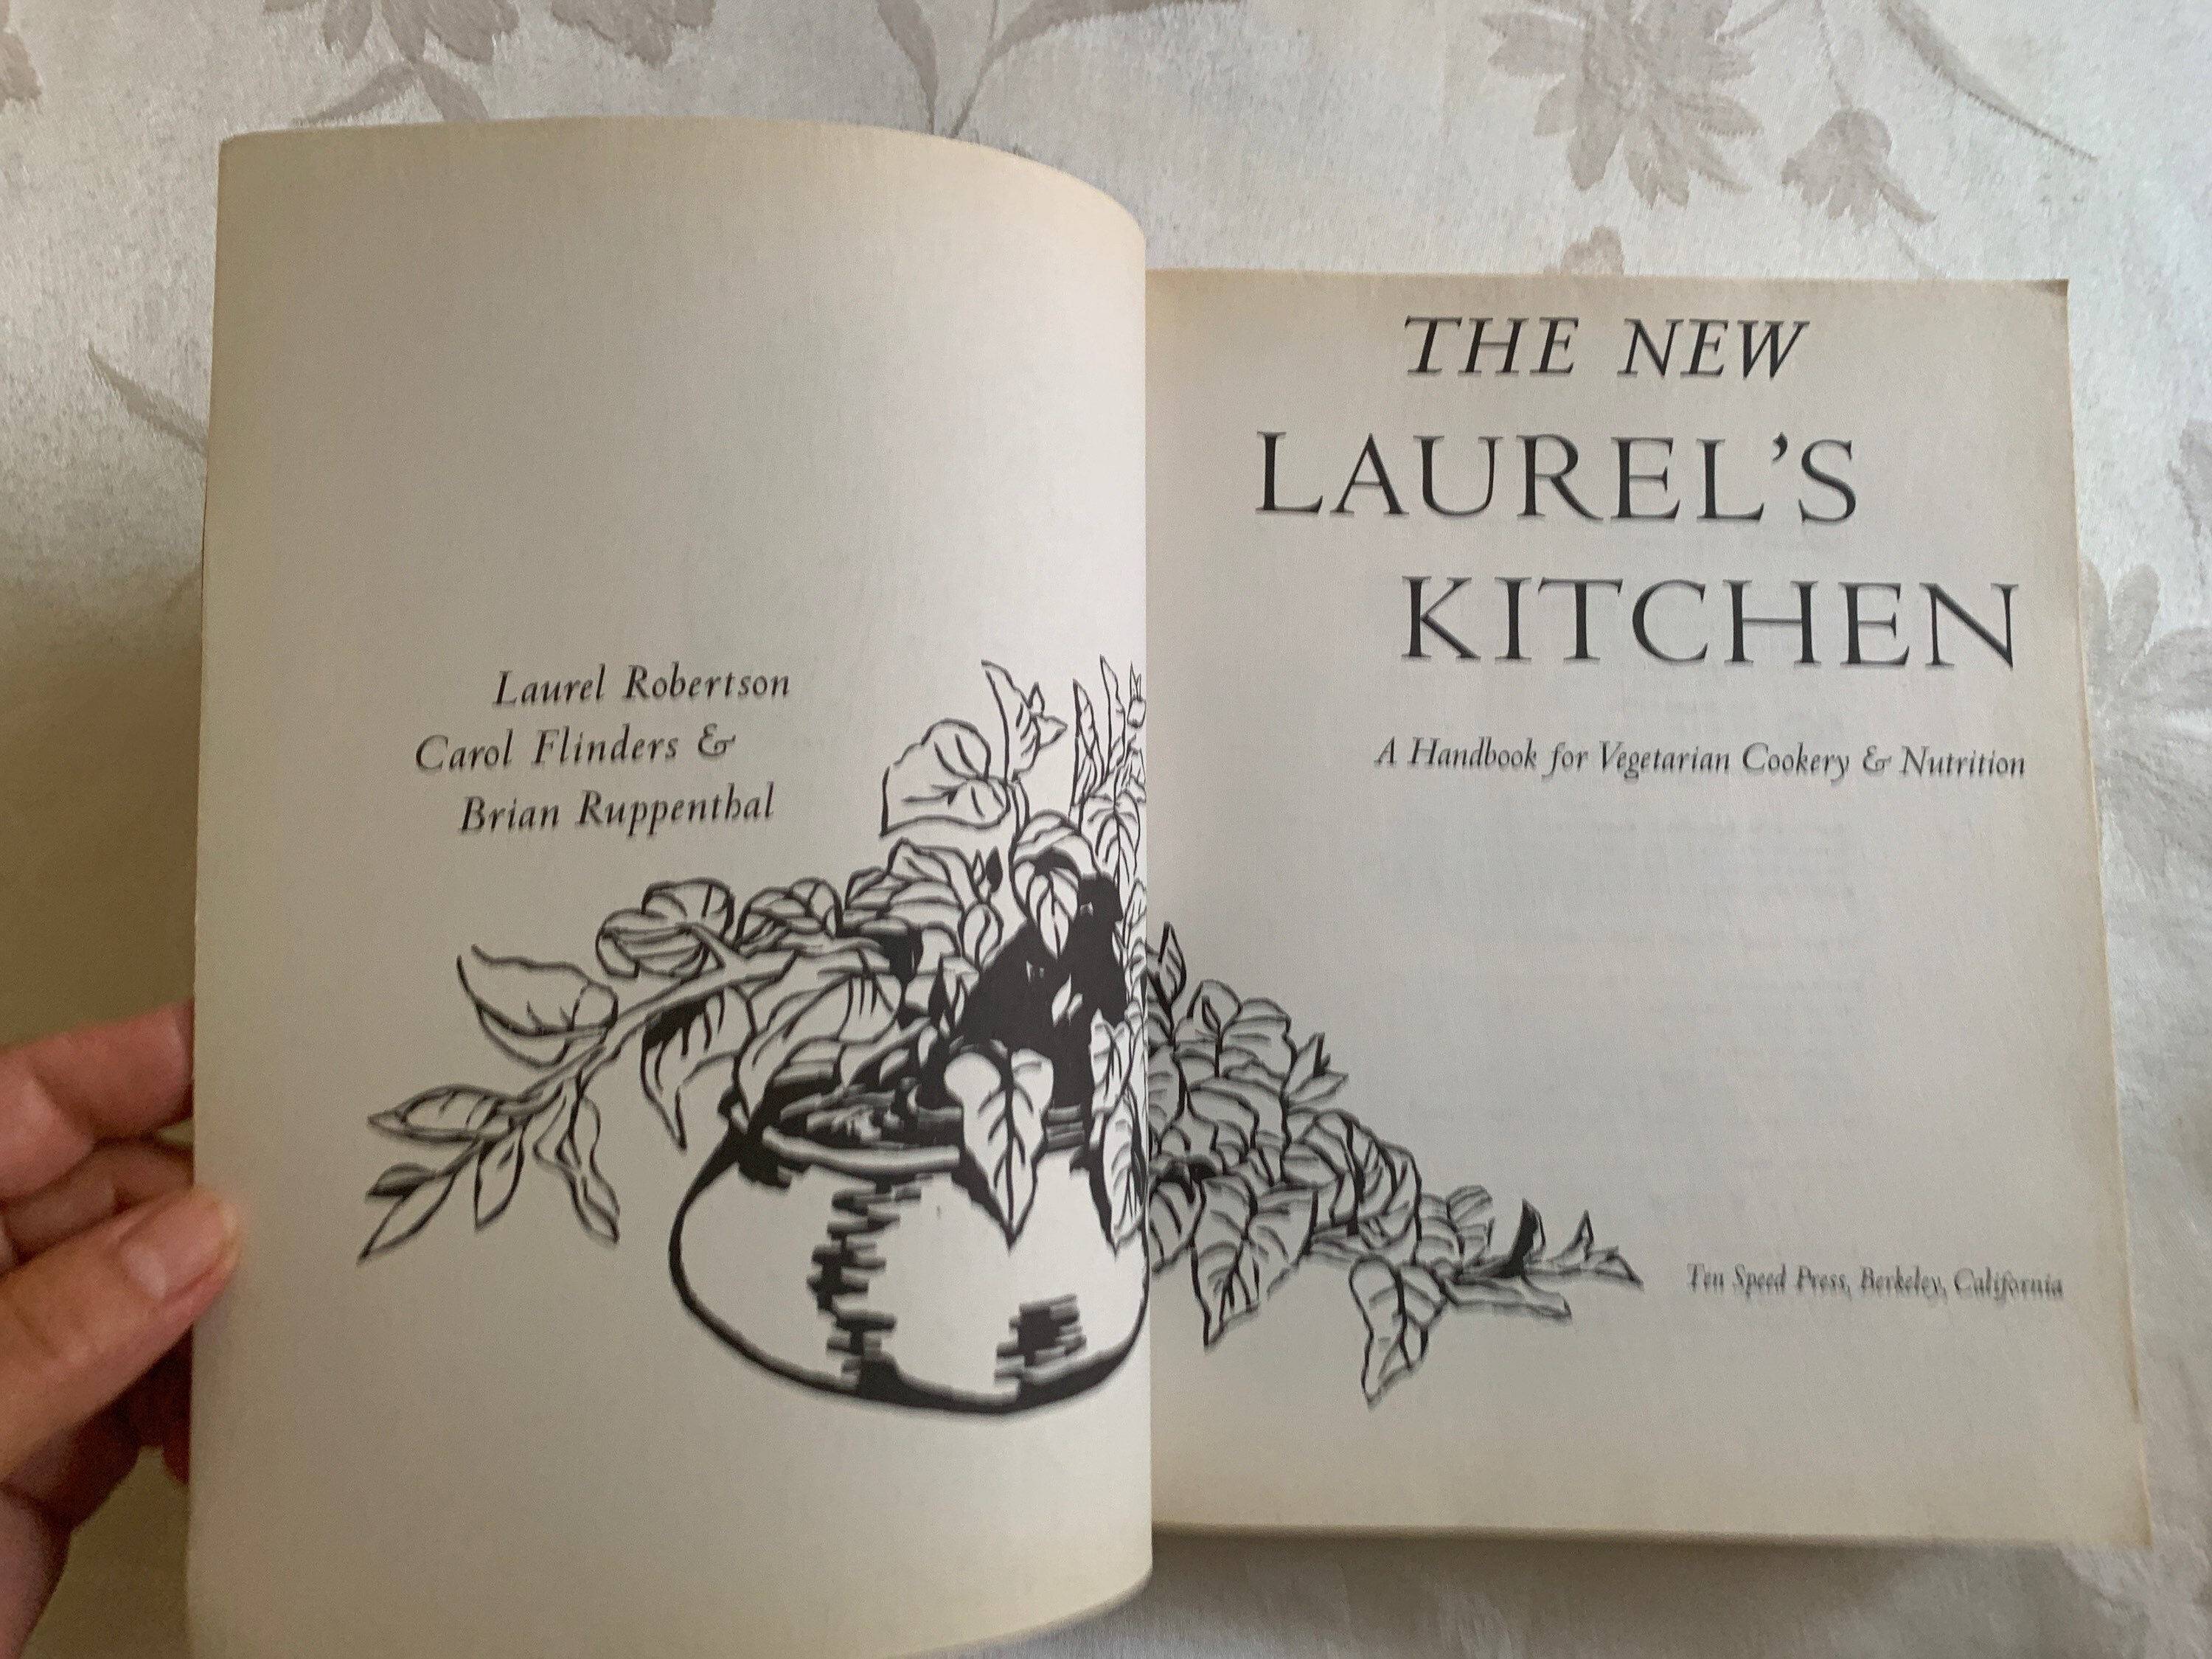 Laurel Robertson
Carol Flinders &
Brian Ruppenthal
THE NEW
LAUREL'S
KITCHEN
A Handbook for Vegetarian Cookery & Nutrition
Ten Speed Press, Berkeley, California